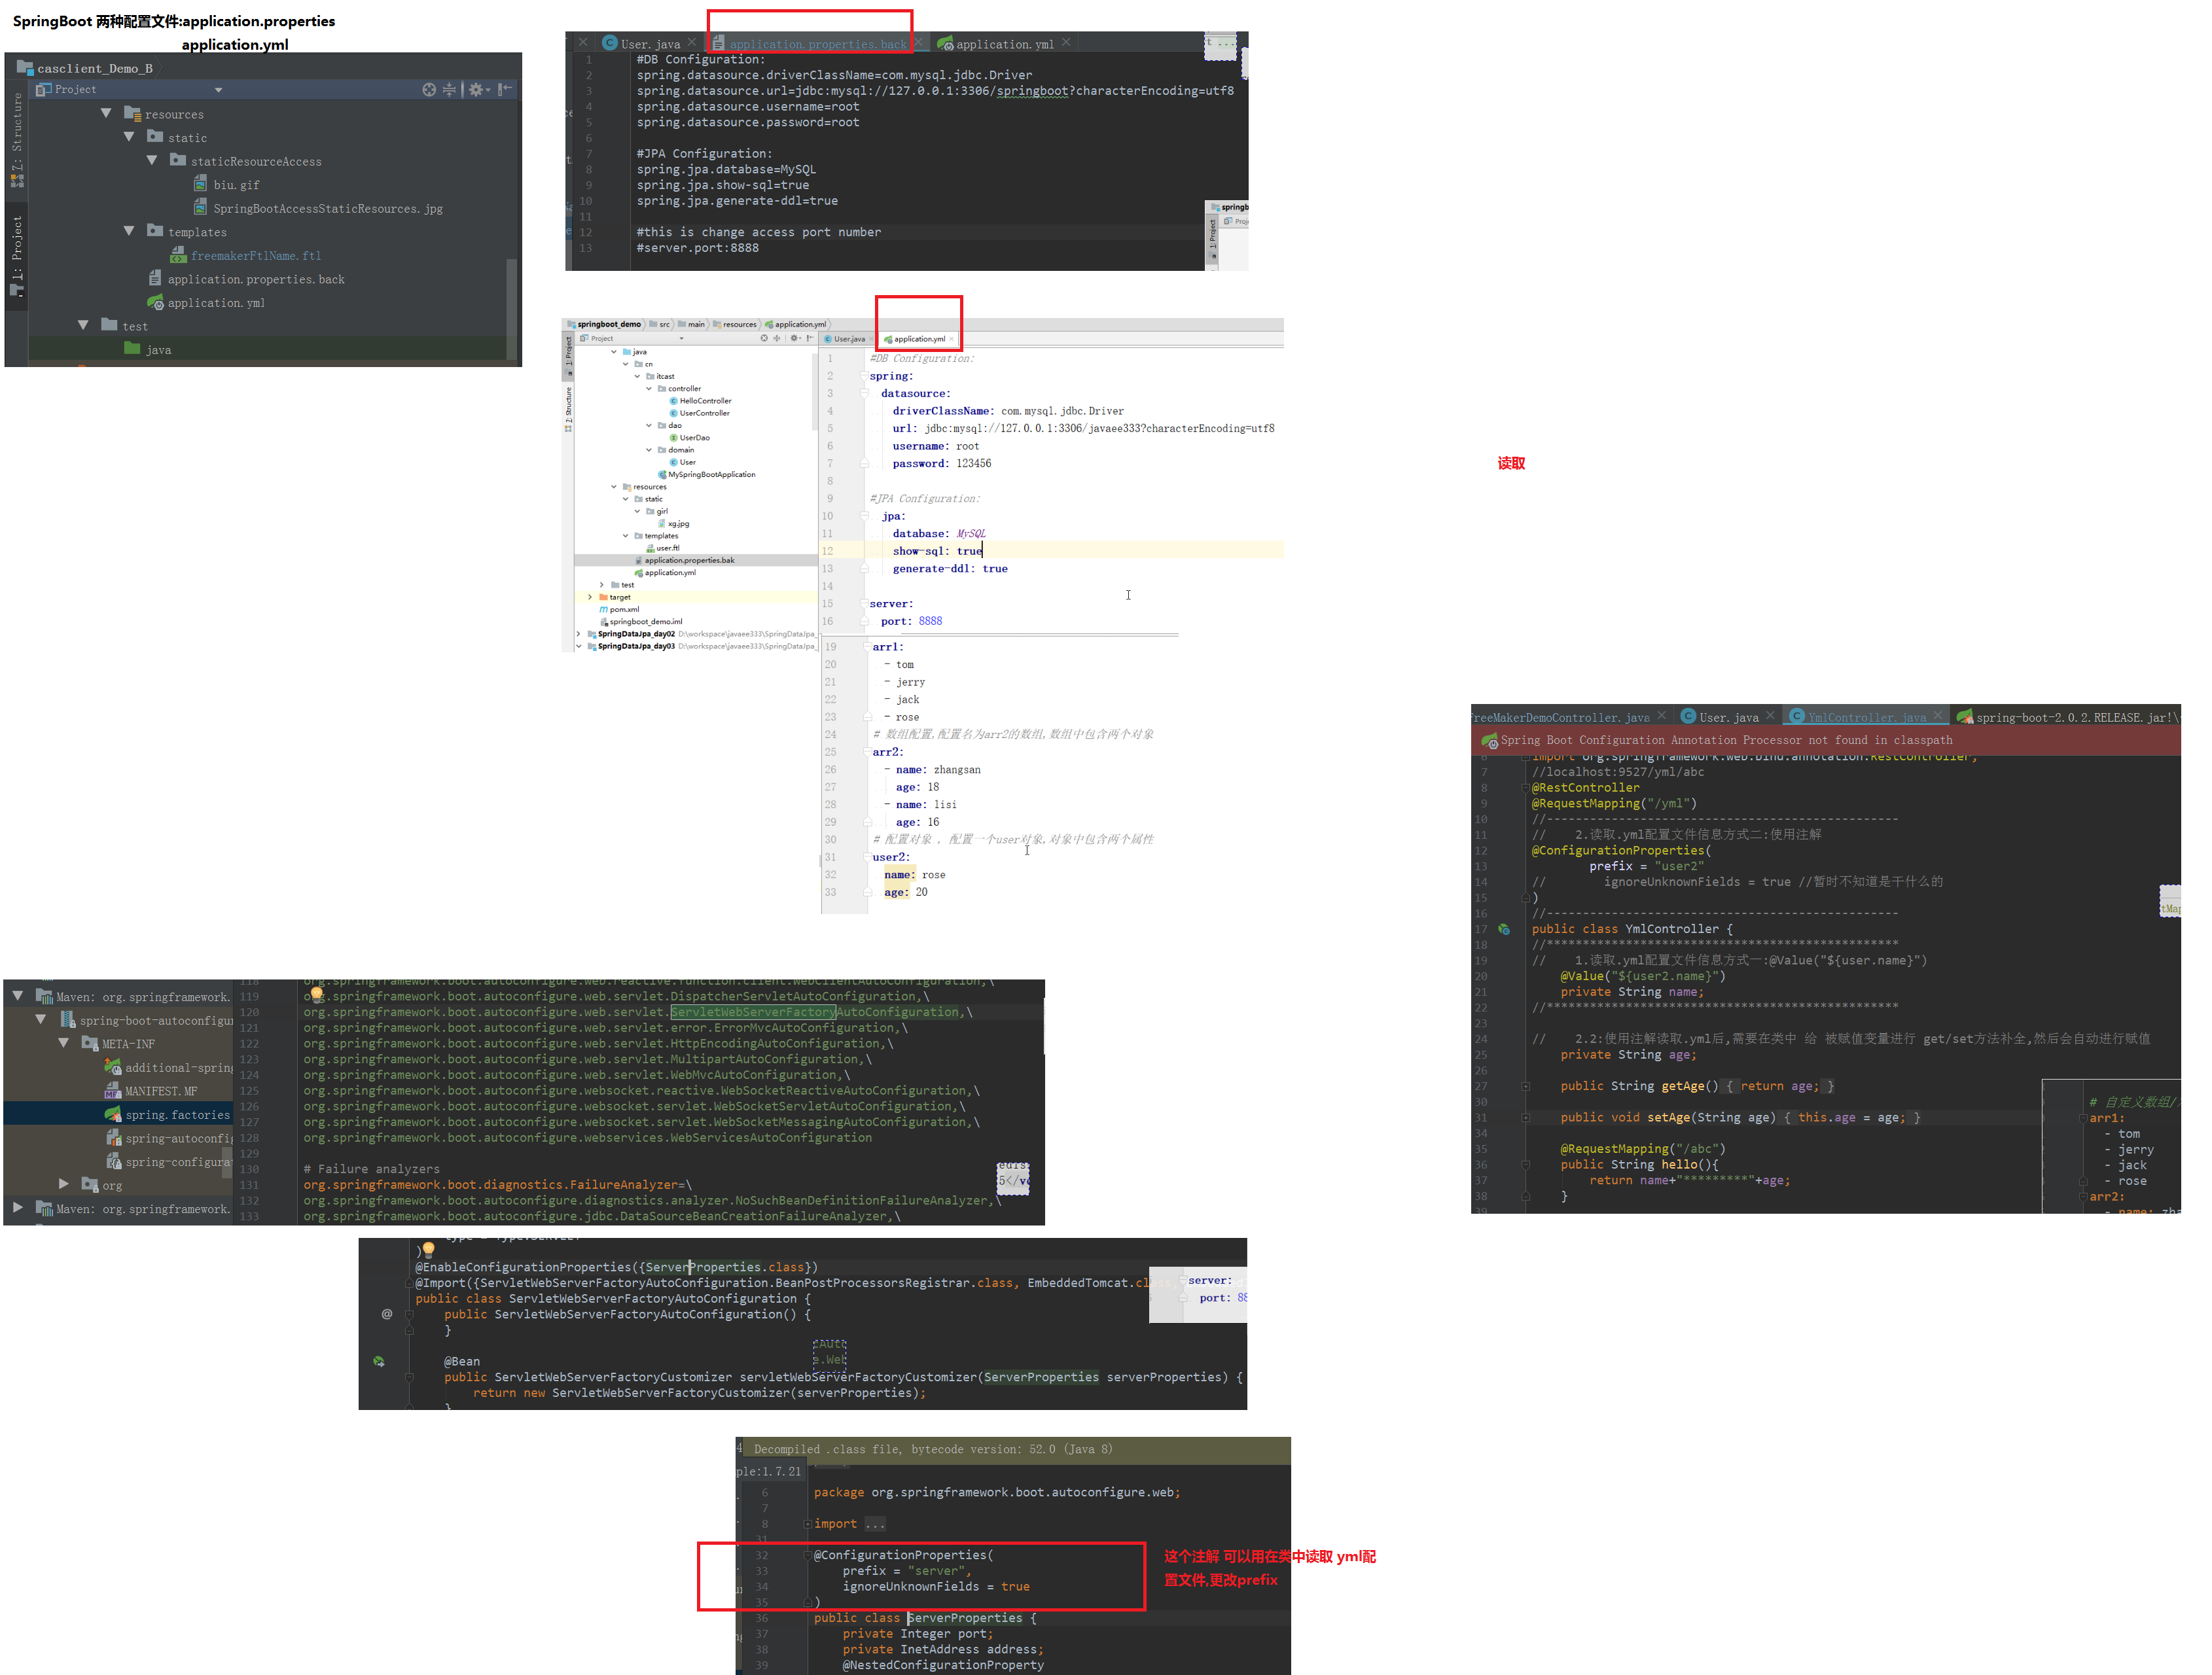 SpringBoot 两种配置文件:application.properties
application.yml
casclient_Demo_B
Project
resources
static
staticResourceAccess
biu.gif
SpringBootAccessStaticResources.jpg
templates
freemakerFtlName.ftl
application.properties.back
application.yml
test
java
Z: Structure
1: Project
User.java
application.properties.back
application.yml
1 #DB Configuration:
2 spring.datasource.driverClassName=com.mysql.jdbc.Driver
3 spring.datasource.url=jdbc:mysql://127.0.0.1:3306/springboot?characterEncoding=utf8
4 spring.datasource.username=root
5 spring.datasource.password=root
6
7 #JPA Configuration:
8 spring.jpa.database=MySQL
9 spring.jpa.show-sql=true
10 spring.jpa.generate-ddl=true
11
12 #this is change access port number
13 #server.port:8888
springboot_demo src main resources application.yml
Project
java
cn
itcast
controller
HelloController
UserController
dao
UserDao
domain
User
MySpringBootApplication
resources
static
girl
xg.jpg
templates
user.ftl
application.properties.bak
application.yml
test
target
pom.xml
springboot_demo.iml
SpringDataJpa_day02 D:\workspace\javaee333\SpringDataJpa_
SpringDataJpa_day03 D:\workspace\javaee333\SpringDataJpa_
User.java application.yml
1 #DB Configuration:
2 spring:
3 datasource:
4 driverClassName: com.mysql.jdbc.Driver
5 url: jdbc:mysql://127.0.0.1:3306/javaee333?characterEncoding=utf8
6 username: root
7 password: 123456
8
9 #JPA Configuration:
10 jpa:
11 database: MySQL
12 show-sql: true
13 generate-ddl: true
14
15 server:
16 port: 8888
19 arr1:
20 - tom
21 - jerry
22 - jack
23 - rose
24 # 数组配置,配置名为arr2的数组,数组中包含两个对象
25 arr2:
26 - name: zhangsan
27 age: 18
28 - name: lisi
29 age: 16
30 # 配置对象 , 配置一个user对象,对象中包含两个属性
31 user2:
32 name: rose
33 age: 20
读取
FreeMakerDemoController.java User.java YmlController.java spring-boot-2.0.2.RELEASE.jar!\
Spring Boot Configuration Annotation Processor not found in classpath
6 import org.springframework.web.bind.annotation.RestController;
7 //localhost:9527/yml/abc
8 @RestController
9 @RequestMapping("/yml")
10 //------------------------------------------------
11 // 2.读取.yml配置文件信息方式二:使用注解
12 @ConfigurationProperties(
13 prefix = "user2"
14 // ignoreUnknownFields = true //暂时不知道是干什么的
15 )
16 //------------------------------------------------
17 public class YmlController {
18 //************************************************
19 // 1.读取.yml配置文件信息方式一:@Value("${user.name}")
20 @Value("${user2.name}")
21 private String name;
22 //************************************************
23
24 // 2.2:使用注解读取.yml后,需要在类中 给 被赋值变量进行 get/set方法补全,然后会自动进行赋值
25 private String age;
26
27 public String getAge() { return age; }
30
31 public void setAge(String age) { this.age = age; }
34
35 @RequestMapping("/abc")
36 public String hello(){
37 return name+"*********"+age;
38 }
39
# 自定义数组/
arr1:
- tom
- jerry
- jack
- rose
arr2:
- name: zha
Maven: org.springframework.
spring-boot-autoconfigur
META-INF
additional-spring
MANIFEST.MF
spring.factories
spring-autoconfig
spring-configurat
org
Maven: org.springframework.
118 org.springframework.boot.autoconfigure.web.reactive.function.client.WebClientAutoConfiguration,\
119 org.springframework.boot.autoconfigure.web.servlet.DispatcherServletAutoConfiguration,\
120 org.springframework.boot.autoconfigure.web.servlet.ServletWebServerFactoryAutoConfiguration,\
121 org.springframework.boot.autoconfigure.web.servlet.error.ErrorMvcAutoConfiguration,\
122 org.springframework.boot.autoconfigure.web.servlet.HttpEncodingAutoConfiguration,\
123 org.springframework.boot.autoconfigure.web.servlet.MultipartAutoConfiguration,\
124 org.springframework.boot.autoconfigure.web.servlet.WebMvcAutoConfiguration,\
125 org.springframework.boot.autoconfigure.websocket.reactive.WebSocketReactiveAutoConfiguration,\
126 org.springframework.boot.autoconfigure.websocket.servlet.WebSocketServletAutoConfiguration,\
127 org.springframework.boot.autoconfigure.websocket.servlet.WebSocketMessagingAutoConfiguration,\
128 org.springframework.boot.autoconfigure.webservices.WebServicesAutoConfiguration
129
130 # Failure analyzers
131 org.springframework.boot.diagnostics.FailureAnalyzer=\
132 org.springframework.boot.autoconfigure.diagnostics.analyzer.NoSuchBeanDefinitionFailureAnalyzer,\
133 org.springframework.boot.autoconfigure.jdbc.DataSourceBeanCreationFailureAnalyzer,\
type = Type.SERVLET
)
@EnableConfigurationProperties({ServerProperties.class})
@Import({ServletWebServerFactoryAutoConfiguration.BeanPostProcessorsRegistrar.class, EmbeddedTomcat.cl
public class ServletWebServerFactoryAutoConfiguration {
public ServletWebServerFactoryAutoConfiguration() {
}
@Bean
public ServletWebServerFactoryCustomizer servletWebServerFactoryCustomizer(ServerProperties serverProperties) {
return new ServletWebServerFactoryCustomizer(serverProperties);
}
server:
port: 88
Decompiled .class file, bytecode version: 52.0 (Java 8)
ple:1.7.21
6 package org.springframework.boot.autoconfigure.web;
7
8 import ...
31
32 @ConfigurationProperties(
33 prefix = "server",
34 ignoreUnknownFields = true
35 )
36 public class ServerProperties {
37 private Integer port;
38 private InetAddress address;
39 @NestedConfigurationProperty
这个注解 可以用在类中读取 yml配
置文件,更改prefix